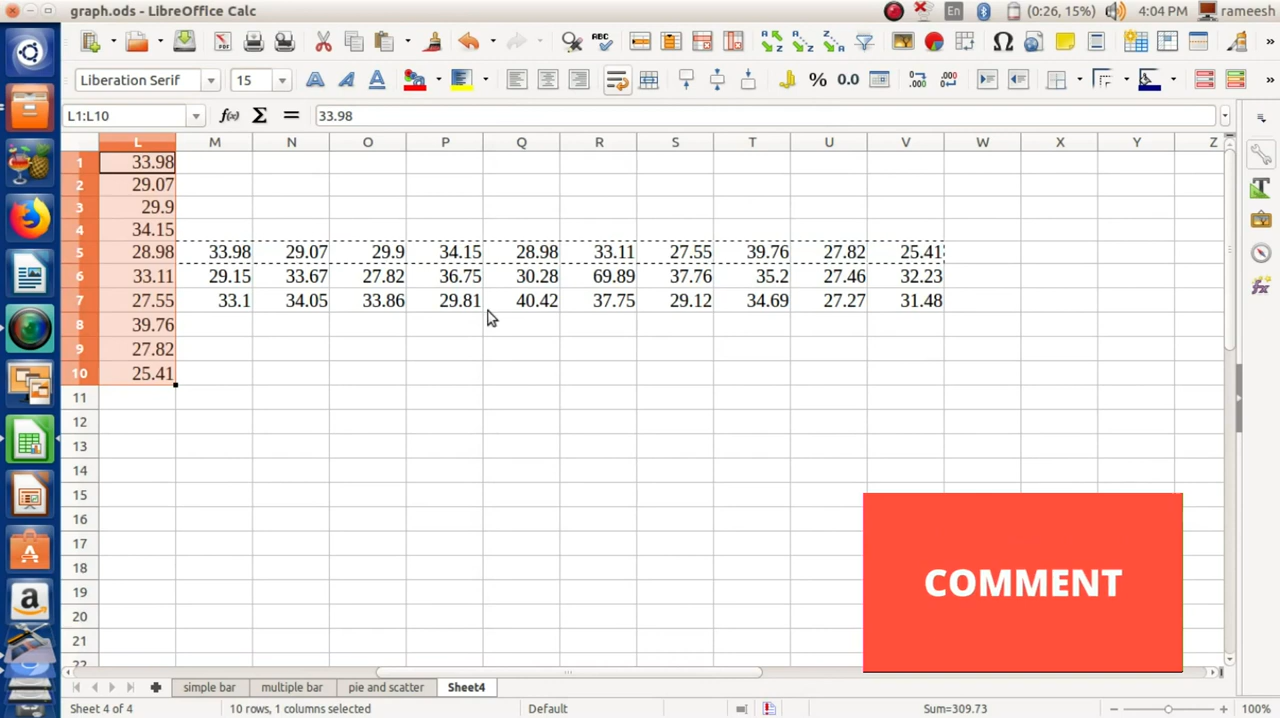 graph.ods - LibreOffice Calc
En (0:26, 15%) 4:04 PM rameesh
Liberation Serif 15 % 0.0
L1:L10 33.98
L M N O P Q R S T U V W X Y Z
1 33.98
2 29.07
3 29.9
4 34.15
5 28.98 33.98 29.07 29.9 34.15 28.98 33.11 27.55 39.76 27.82 25.41
6 33.11 29.15 33.67 27.82 36.75 30.28 69.89 37.76 35.2 27.46 32.23
7 27.55 33.1 34.05 33.86 29.81 40.42 37.75 29.12 34.69 27.27 31.48
8 39.76
9 27.82
10 25.41
11
12
13
14
15
16
17
18
19
20
21
22
COMMENT
simple bar multiple bar pie and scatter Sheet4
Sheet 4 of 4 10 rows, 1 columns selected Default Sum=309.73 100%